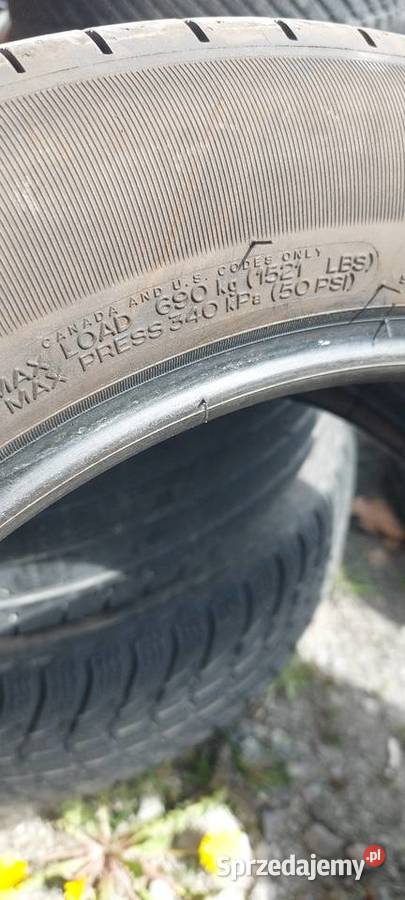 CANADA AND U.S. CODES ONLY
MAX LOAD 690 kg (1521 LBS)
MAX PRESS 340 kPa (50 PSI)
Sprzedajemy.pl